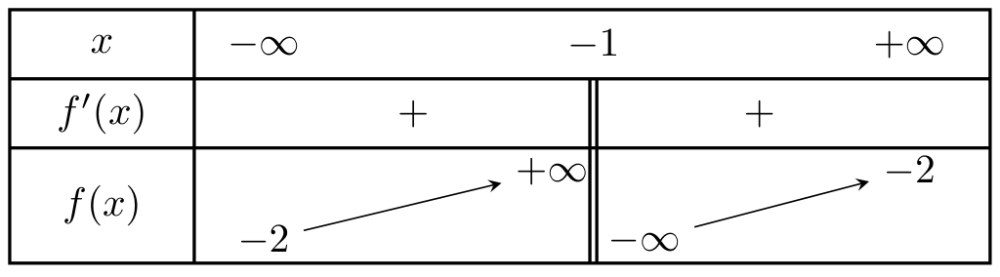 x −∞ −1 +∞
f′(x) + +
+∞ −2
f(x)
−2 −∞